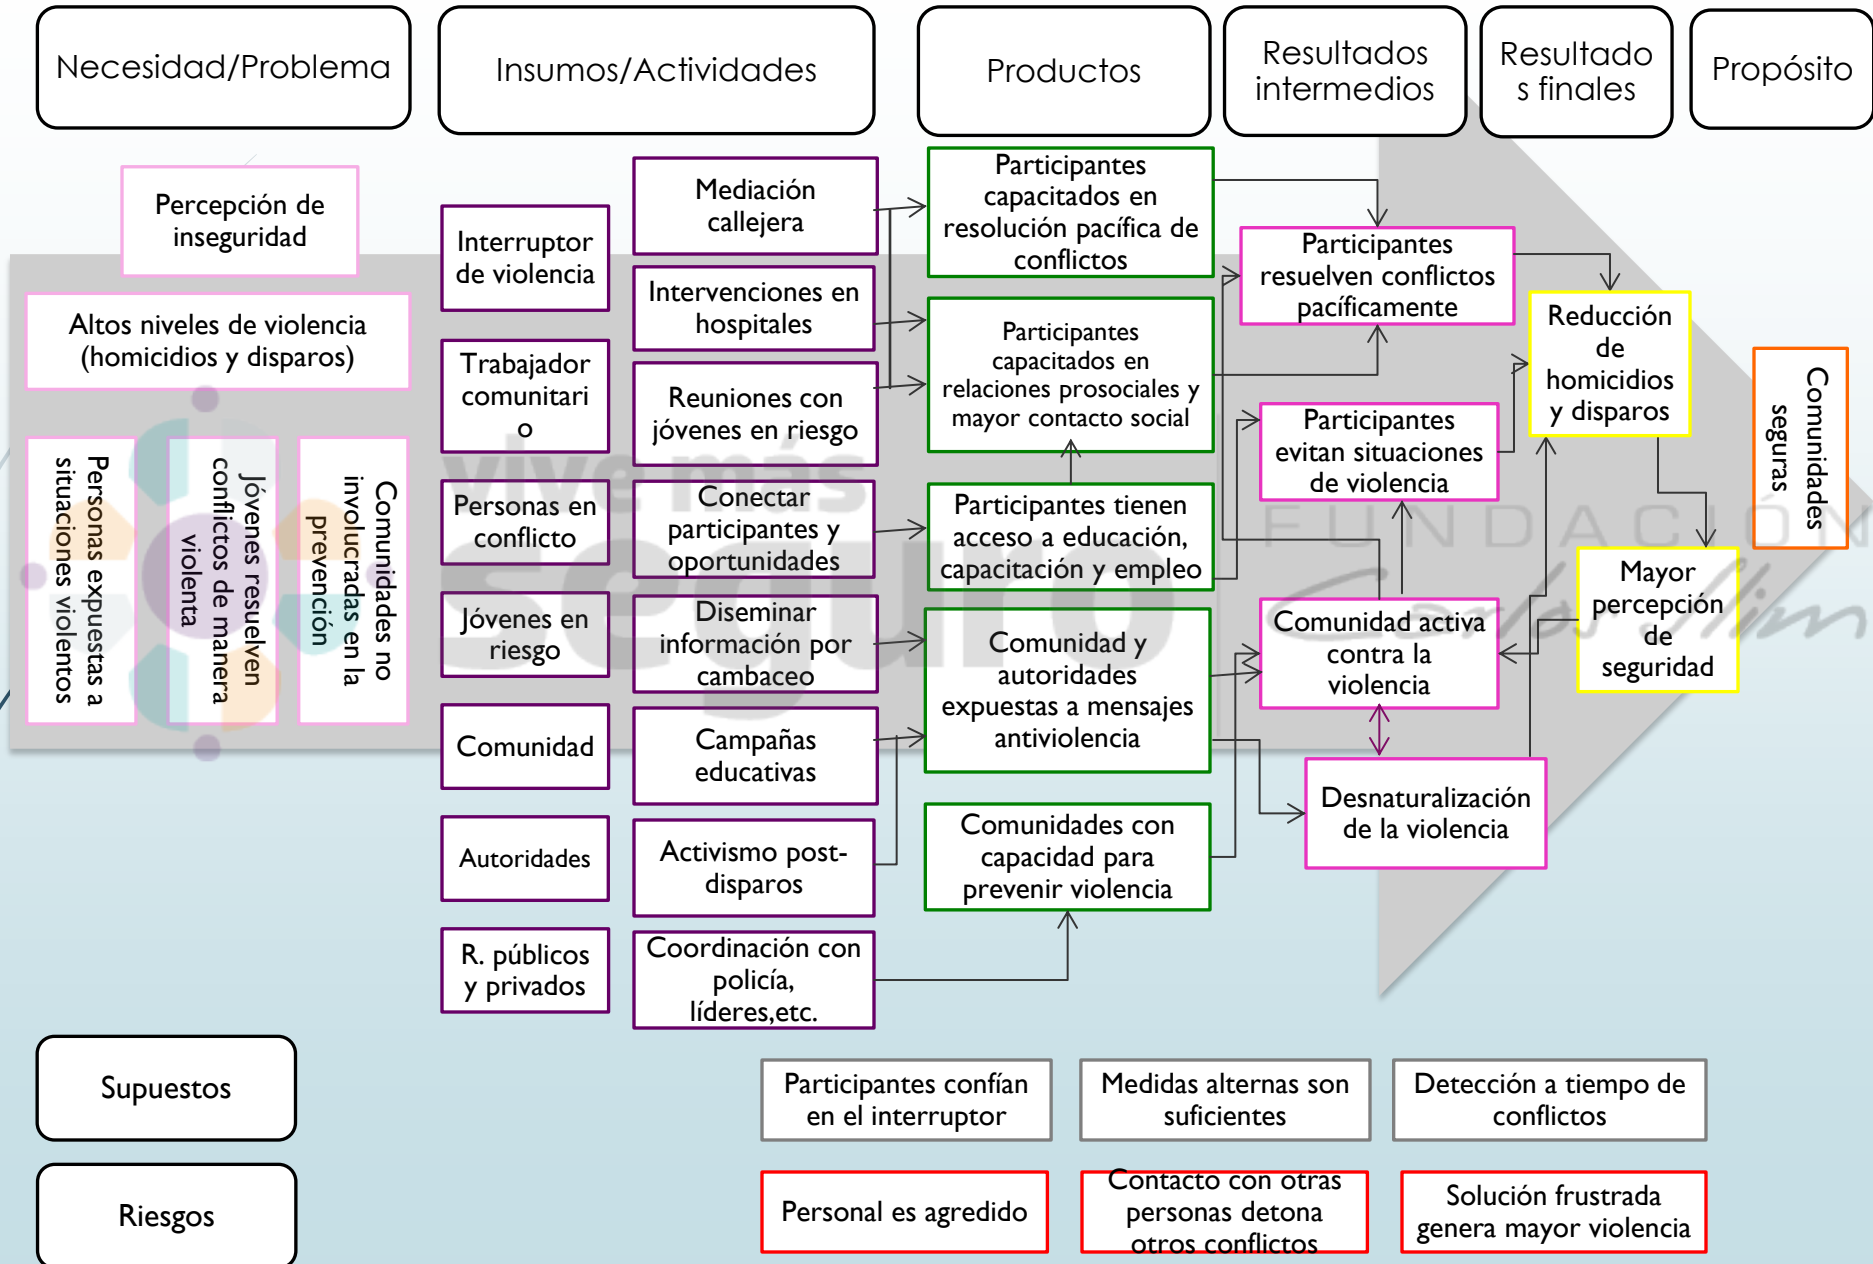 Necesidad/Problema
Insumos/Actividades
Productos
Resultados
intermedios
Resultado
s finales
Propósito
Percepción de
inseguridad
Altos niveles de violencia
(homicidios y disparos)
Personas expuestas a
situaciones violentos
Jóvenes resuelven
conflictos de manera
violenta
Comunidades no
involucradas en la
prevención
Interruptor
de violencia
Trabajador
comunitari
o
Personas en
conflicto
Jóvenes en
riesgo
Comunidad
Autoridades
R. públicos
y privados
Mediación
callejera
Intervenciones en
hospitales
Reuniones con
jóvenes en riesgo
Conectar
participantes y
oportunidades
Diseminar
información por
cambaceo
Campañas
educativas
Activismo post-
disparos
Coordinación con
policía,
líderes,etc.
Participantes
capacitados en
resolución pacífica de
conflictos
Participantes
capacitados en
relaciones prosociales y
mayor contacto social
Participantes tienen
acceso a educación,
capacitación y empleo
Comunidad y
autoridades
expuestas a mensajes
antiviolencia
Comunidades con
capacidad para
prevenir violencia
Participantes
resuelven conflictos
pacíficamente
Participantes
evitan situaciones
de violencia
Comunidad activa
contra la
violencia
Desnaturalización
de la violencia
Reducción
de
homicidios
y disparos
Mayor
percepción
de
seguridad
Comunidades
seguras
vive más
seguro
FUNDACIÓN
Carlos Slim
Supuestos
Participantes confían
en el interruptor
Medidas alternas son
suficientes
Detección a tiempo de
conflictos
Riesgos
Personal es agredido
Contacto con otras
personas detona
otros conflictos
Solución frustrada
genera mayor violencia